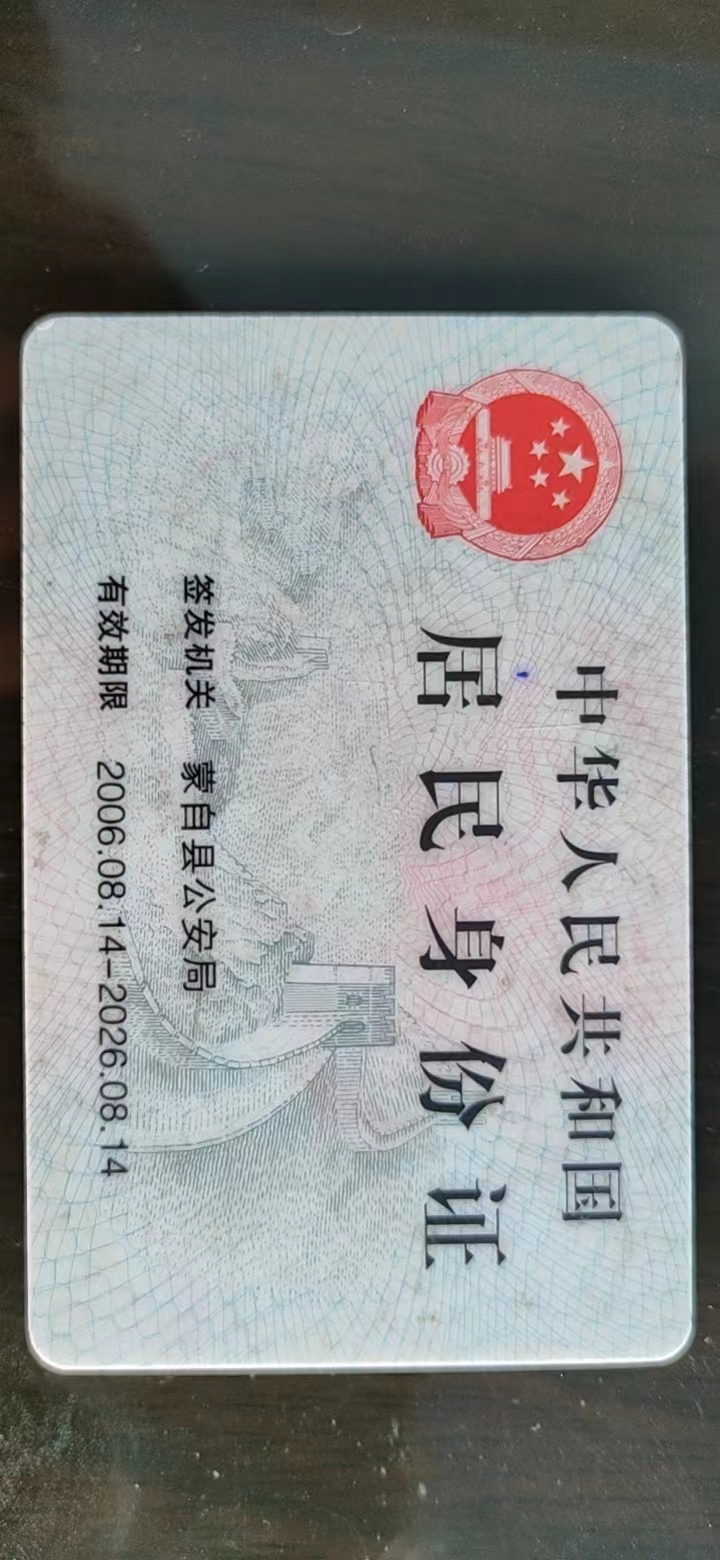 中华人民共和国
居民身份证
签发机关 蒙自县公安局
有效期限 2006.08.14-2026.08.14